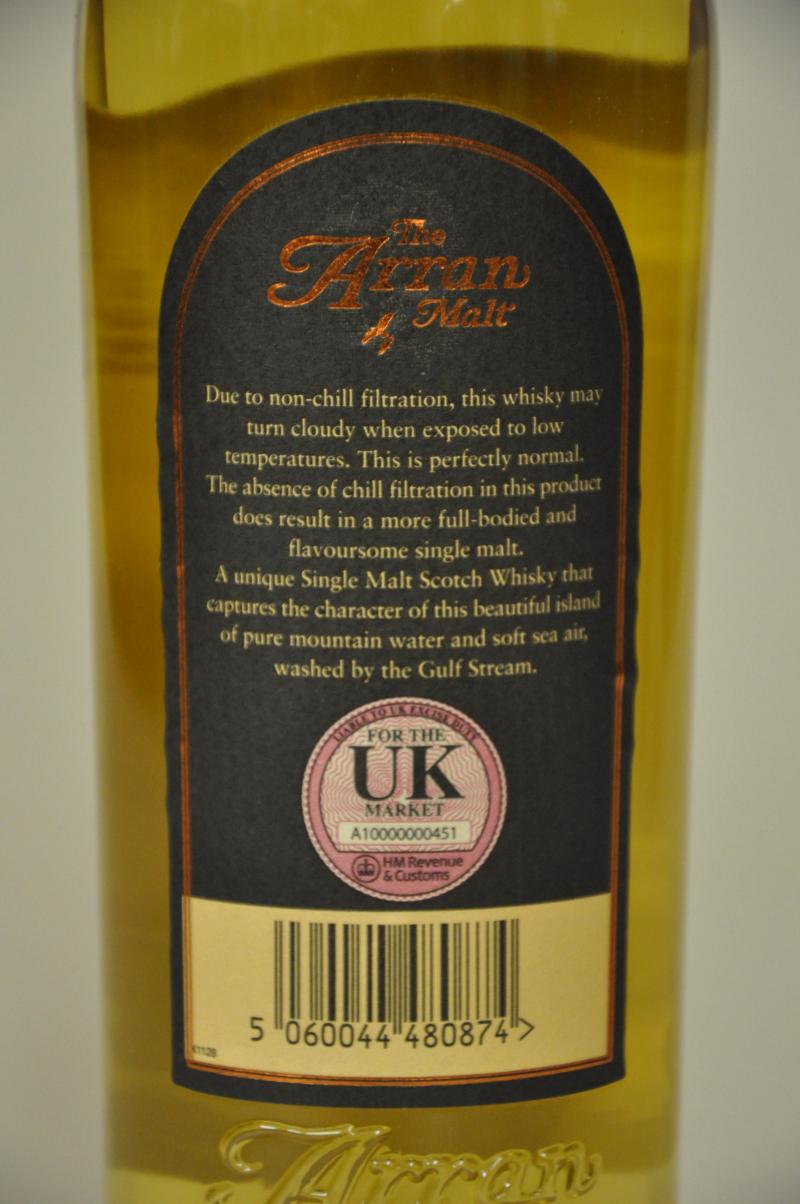 The
Arran
Malt
Due to non-chill filtration, this whisky may
turn cloudy when exposed to low
temperatures. This is perfectly normal.
The absence of chill filtration in this product
does result in a more full-bodied and
flavoursome single malt.
A unique Single Malt Scotch Whisky that
captures the character of this beautiful island
of pure mountain water and soft sea air,
washed by the Gulf Stream.
LIABLE TO UK EXCISE DUTY
FOR THE
UK
MARKET
A10000000451
HM Revenue
& Customs
5 060044 480874 >
Arran